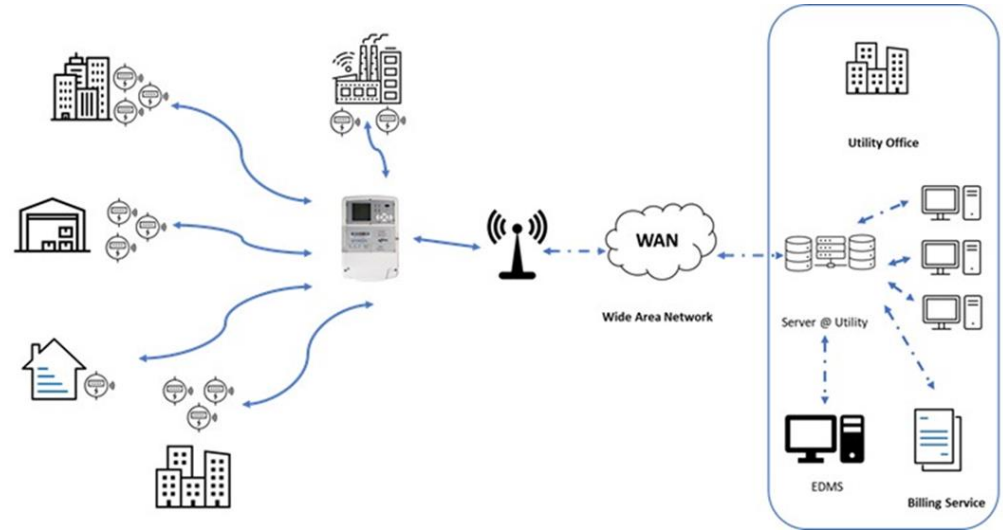 Utility Office
WAN
Wide Area Network
Server @ Utility
EDMS
Billing Service